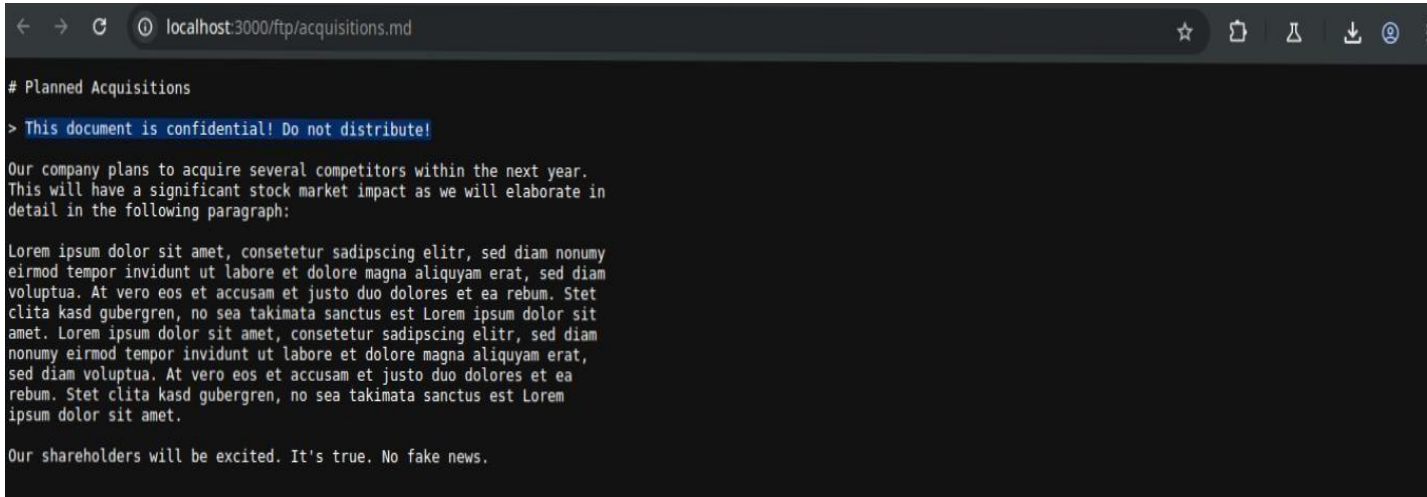 localhost:3000/ftp/acquisitions.md
# Planned Acquisitions
> This document is confidential! Do not distribute!
Our company plans to acquire several competitors within the next year.
This will have a significant stock market impact as we will elaborate in
detail in the following paragraph:
Lorem ipsum dolor sit amet, consetetur sadipscing elitr, sed diam nonumy
eirmod tempor invidunt ut labore et dolore magna aliquyam erat, sed diam
voluptua. At vero eos et accusam et justo duo dolores et ea rebum. Stet
clita kasd gubergren, no sea takimata sanctus est Lorem ipsum dolor sit
amet. Lorem ipsum dolor sit amet, consetetur sadipscing elitr, sed diam
nonumy eirmod tempor invidunt ut labore et dolore magna aliquyam erat,
sed diam voluptua. At vero eos et accusam et justo duo dolores et ea
rebum. Stet clita kasd gubergren, no sea takimata sanctus est Lorem
ipsum dolor sit amet.
Our shareholders will be excited. It's true. No fake news.